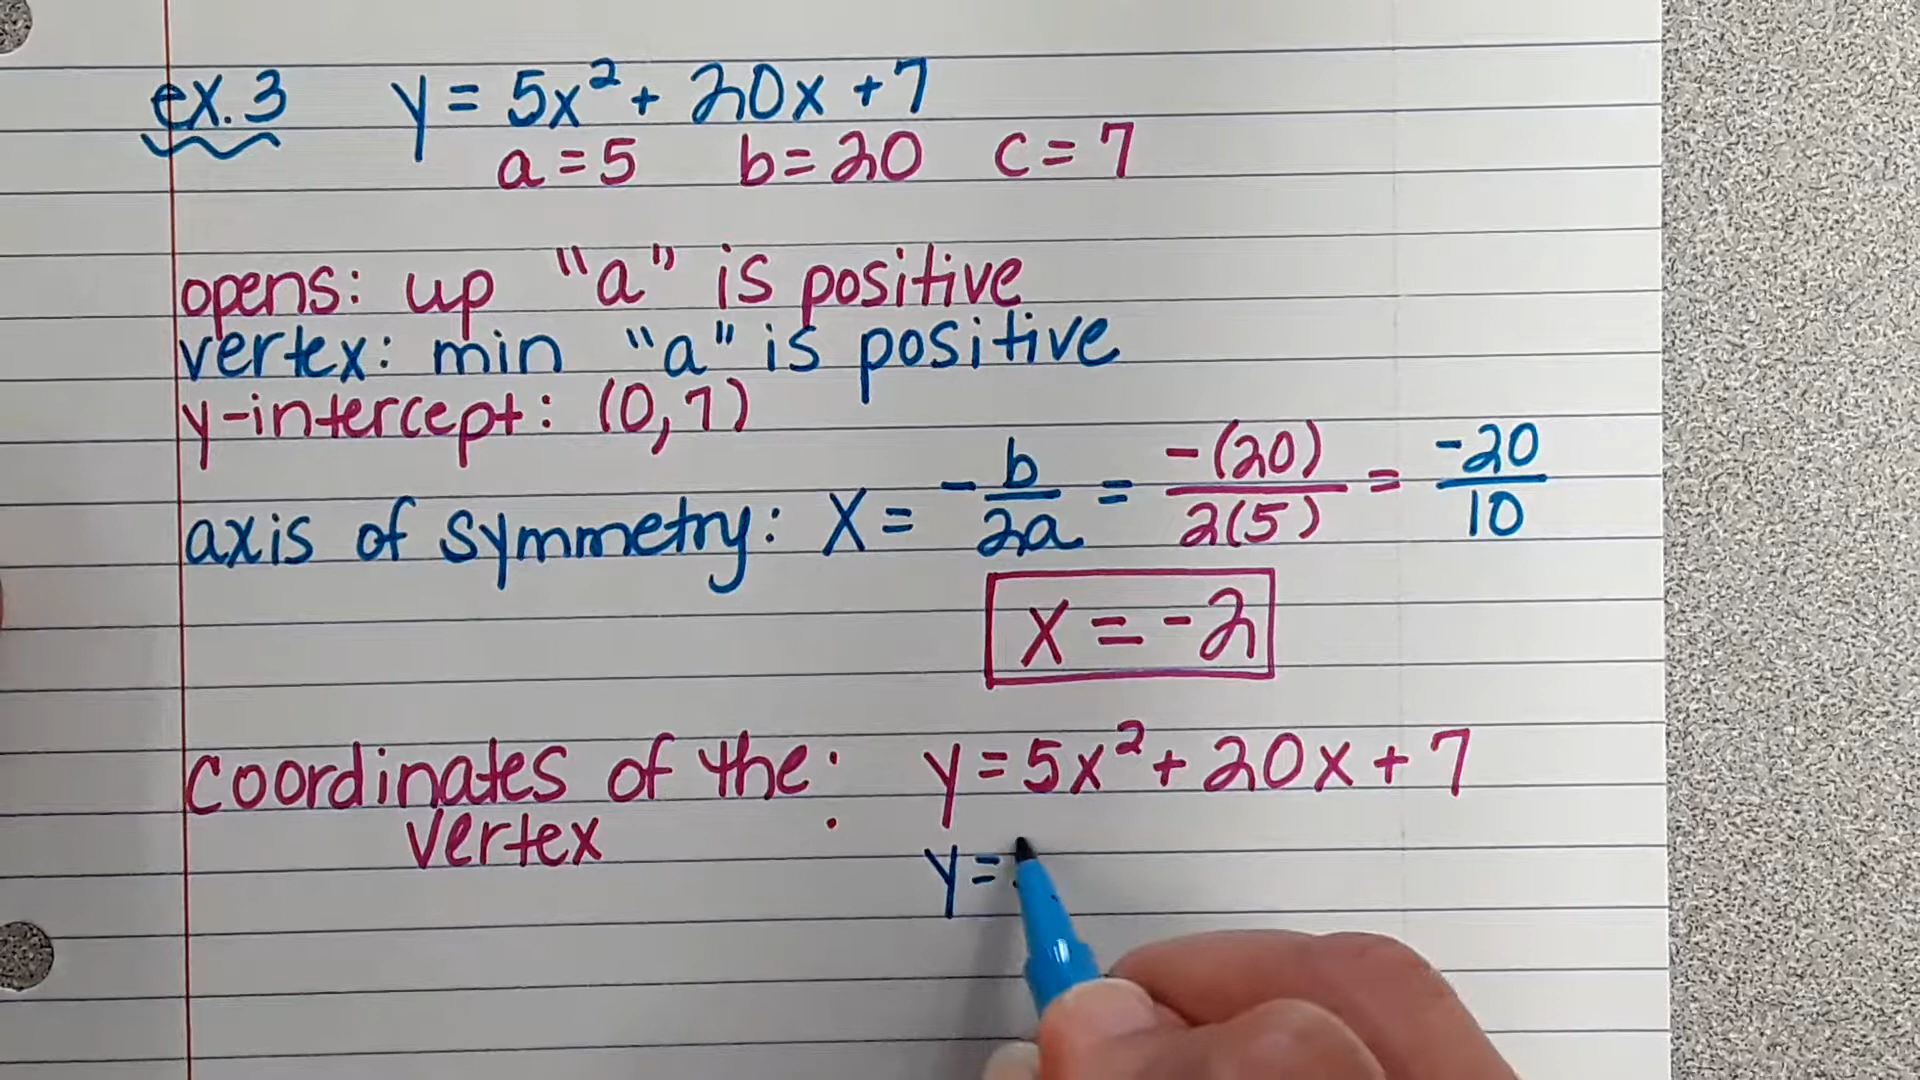 ex.3 y = 5x² + 20x + 7
a = 5 b = 20 c = 7
opens: up "a" is positive
vertex: min "a" is positive
y-intercept: (0,7)
axis of symmetry: X = -b/2a = -(20)/2(5) = -20/10
x = -2
coordinates of the: y = 5x² + 20x + 7
vertex :
y =